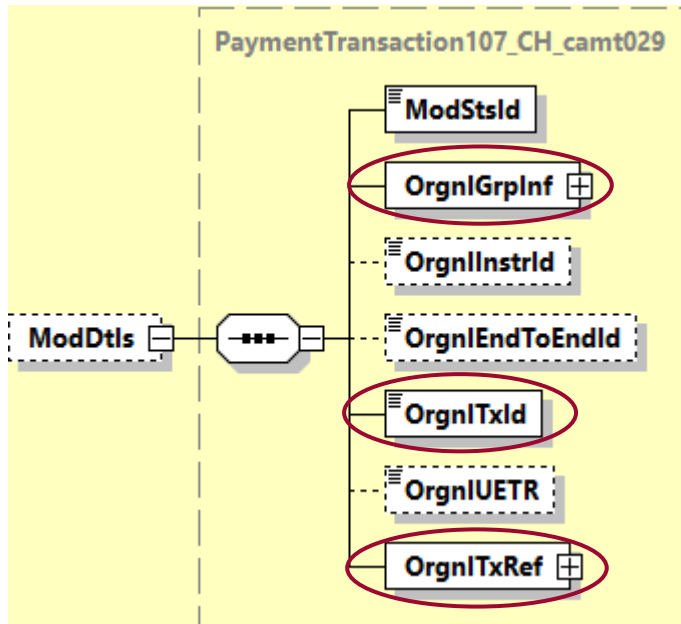 PaymentTransaction107_CH_camt029
ModStsId
OrgnlGrpInf
OrgnlInstrId
ModDtls
OrgnlEndToEndId
OrgnlTxId
OrgnlUETR
OrgnlTxRef